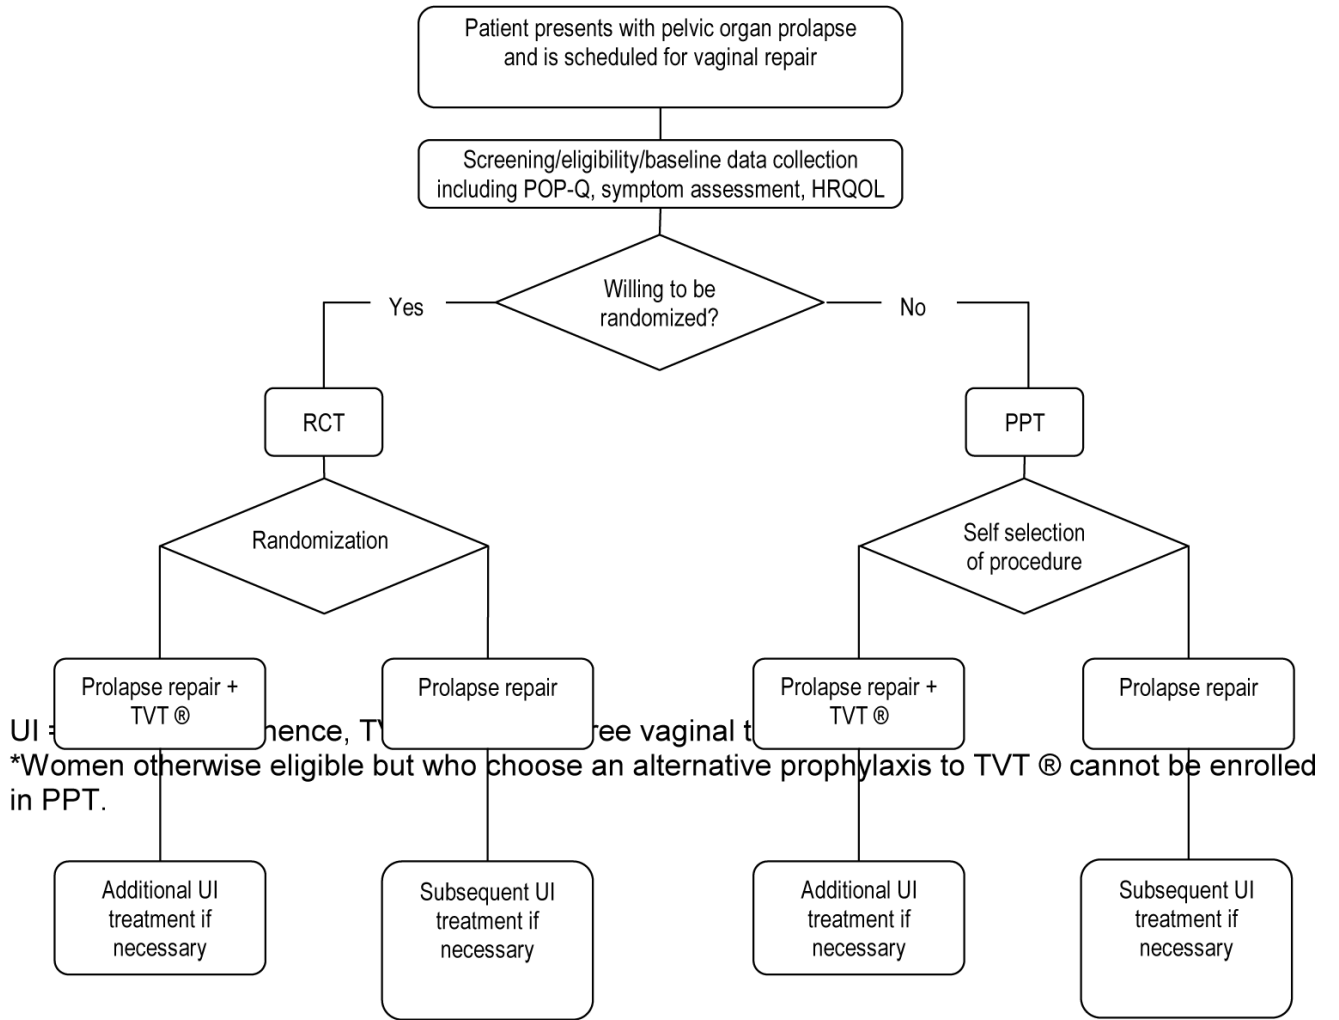 Patient presents with pelvic organ prolapse
and is scheduled for vaginal repair
Screening/eligibility/baseline data collection
including POP-Q, symptom assessment, HRQOL
Willing to be
randomized?
Yes
No
RCT
PPT
Randomization
Self selection
of procedure
Prolapse repair +
TVT ®
Prolapse repair
Prolapse repair +
TVT ®
Prolapse repair
UI = ree vaginal
*Women otherwise eligible but who choose an alternative prophylaxis to TVT ® cannot be enrolled
in PPT.
Additional UI
treatment if
necessary
Subsequent UI
treatment if
necessary
Additional UI
treatment if
necessary
Subsequent UI
treatment if
necessary